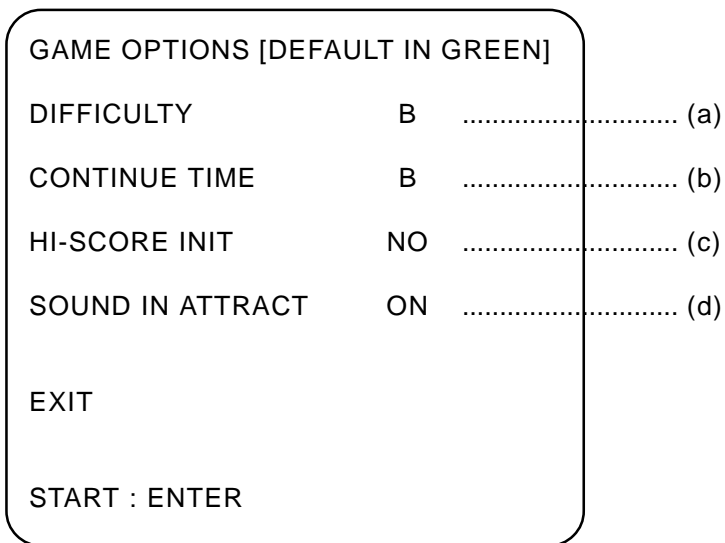 GAME OPTIONS [DEFAULT IN GREEN]
DIFFICULTY B ............................. (a)
CONTINUE TIME B ............................. (b)
HI-SCORE INIT NO ............................. (c)
SOUND IN ATTRACT ON ............................. (d)
EXIT
START : ENTER